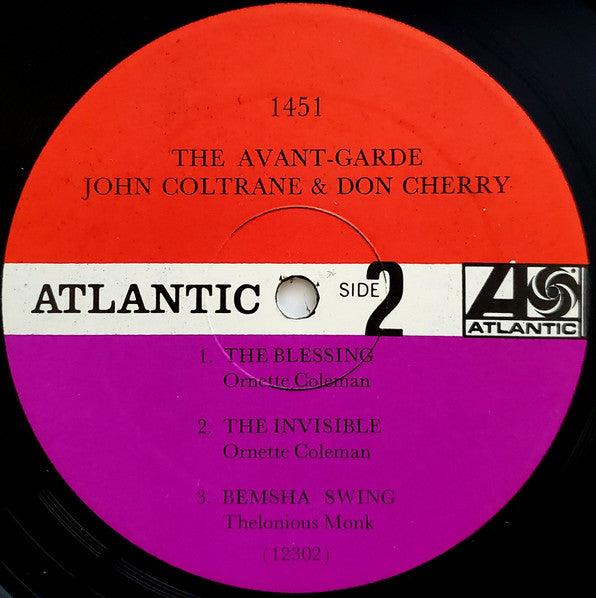 1451
THE AVANT-GARDE
JOHN COLTRANE & DON CHERRY
ATLANTIC
SIDE 2
ATLANTIC
1. THE BLESSING
Ornette Coleman
2. THE INVISIBLE
Ornette Coleman
3. BEMSHA SWING
Thelonious Monk
(12302)